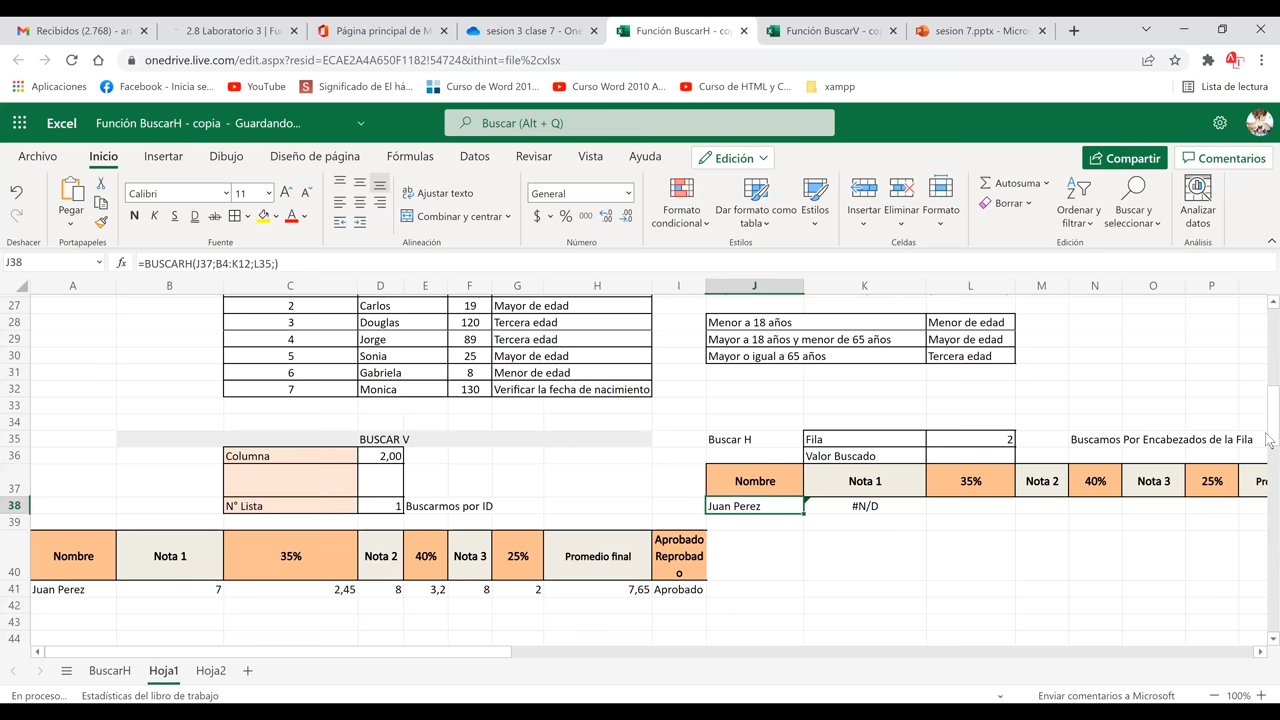 Recibidos (2.768) - an
2.8 Laboratorio 3 | Fu
Página principal de M
sesion 3 clase 7 - One
Función BuscarH - cop
Función BuscarV - co
sesion 7.pptx - Micros
onedrive.live.com/edit.aspx?resid=ECAE2A4A650F1182!54724&ithint=file%2cxlsx
Aplicaciones
Facebook - Inicia se...
YouTube
Significado de El há...
Curso Word 201...
Curso Word 2010 A...
Curso de HTML y C...
xampp
Lista de lectura
Excel
Función BuscarH - copia - Guardando...
Buscar (Alt + Q)
Archivo Inicio Insertar Dibujo Diseño de página Fórmulas Datos Revisar Vista Ayuda
Edición
Compartir
Comentarios
Pegar
Calibri 11
N K S D ab
Ajustar texto
Combinar y centrar
General
$ % 000
Formato condicional
Dar formato como tabla
Estilos
Insertar Eliminar Formato
Autosuma
Borrar
Ordenar y filtrar
Buscar y seleccionar
Analizar datos
Deshacer Portapapeles Fuente Alineación Número Estilos Celdas Edición Análisis
J38 fx =BUSCARH(J37;B4:K12;L35;)
A B C D E F G H I J K L M N O P
27 2 Carlos 19 Mayor de edad
28 3 Douglas 120 Tercera edad Menor a 18 años Menor de edad
29 4 Jorge 89 Tercera edad Mayor a 18 años y menor de 65 años Mayor de edad
30 5 Sonia 25 Mayor de edad Mayor o igual a 65 años Tercera edad
31 6 Gabriela 8 Menor de edad
32 7 Monica 130 Verificar la fecha de nacimiento
33
34
35 BUSCAR V Buscar H Fila 2 Buscamos Por Encabezados de la Fila
36 Columna 2,00 Valor Buscado
37 Nombre Nota 1 35% Nota 2 40% Nota 3 25%
38 N° Lista 1 Buscarmos por ID Juan Perez #N/D
39
40 Nombre Nota 1 35% Nota 2 40% Nota 3 25% Promedio final Aprobado
Reprobad
o
41 Juan Perez 7 2,45 8 3,2 8 2 7,65 Aprobado
42
43
44
BuscarH Hoja1 Hoja2
En proceso... Estadísticas del libro de trabajo Enviar comentarios a Microsoft 100%